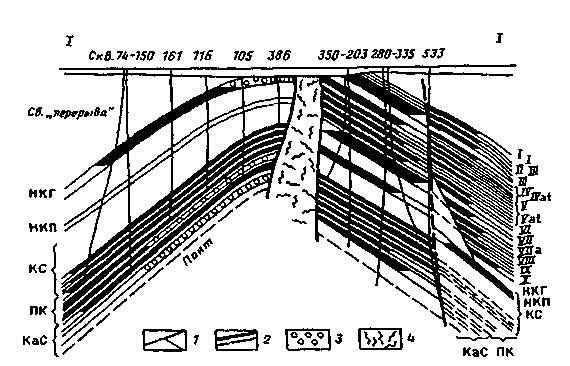 I I
Скв. 74-150 161 116 105 386 350-203 280-335 533
Св. „перерыва"
НКГ
НКП
КС
ПК
КаС
Понт
I
I
II III
III
IV IVat
V
Vat
VI
VII
VIIa
VIII
IX
X
НКГ
НКП
КС
КаС ПК
1 2 3 4